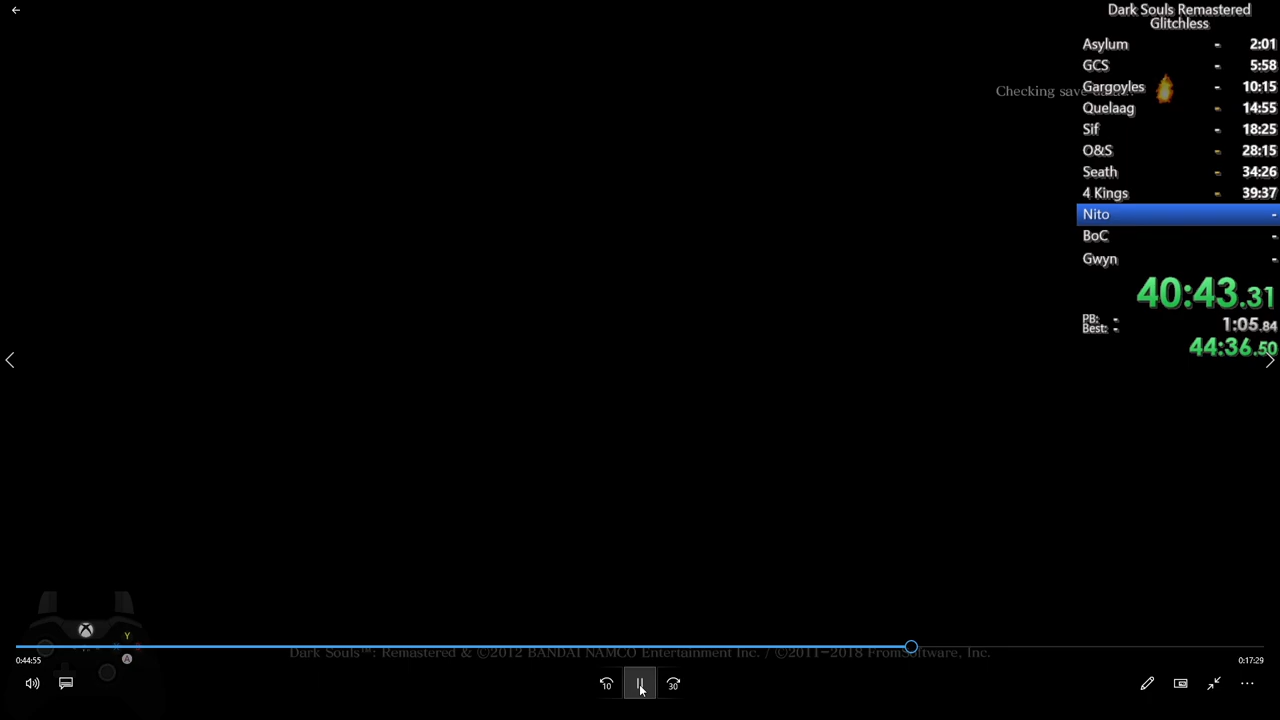 Dark Souls Remastered
Glitchless
Asylum - 2:01
GCS - 5:58
Checking save
Gargoyles - 10:15
Quelaag - 14:55
Sif - 18:25
O&S - 28:15
Seath - 34:26
4 Kings - 39:37
Nito -
BoC -
Gwyn -
40:43.31
PB: - 1:05.84
Best: -
44:36.50
Y
A
Dark Souls™: Remastered & ©2012 BANDAI NAMCO Entertainment Inc. / ©2011-2018 FromSoftware, Inc.
0:44:55 0:17:29
10 30